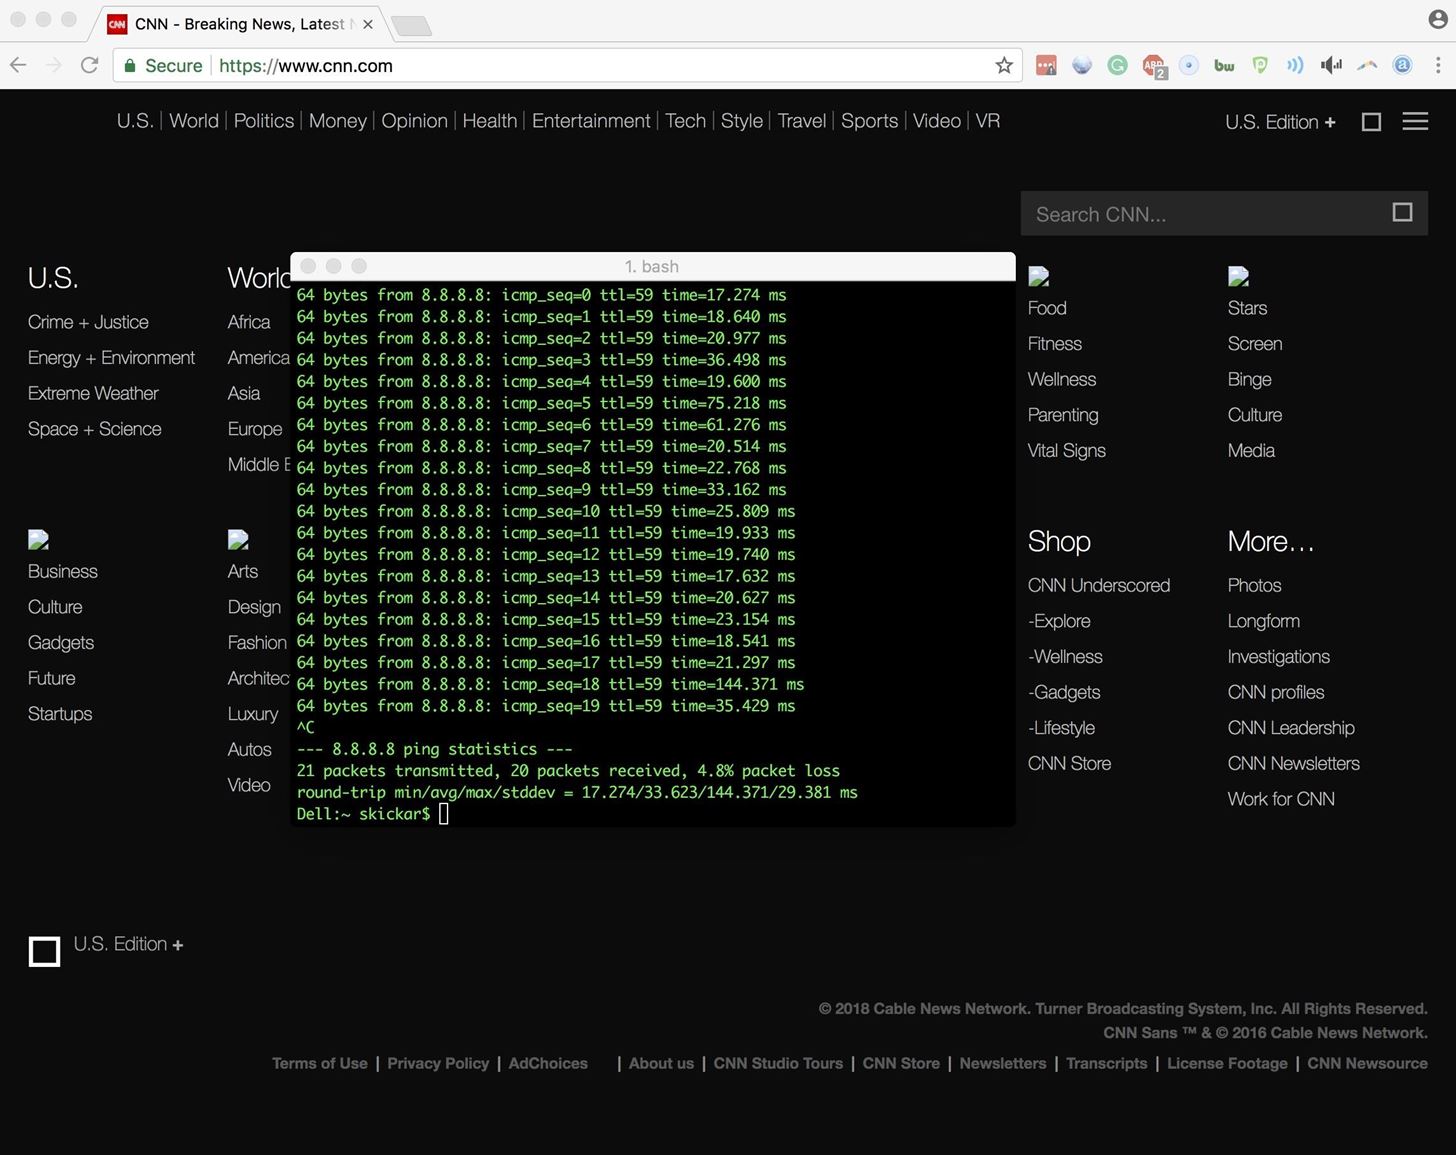 CNN CNN - Breaking News, Latest N
Secure https://www.cnn.com
ABP 2 bw
U.S. | World | Politics | Money | Opinion | Health | Entertainment | Tech | Style | Travel | Sports | Video | VR
U.S. Edition +
Search CNN...
U.S.
Crime + Justice
Energy + Environment
Extreme Weather
Space + Science
World
Africa
America
Asia
Europe
Middle E
1. bash
64 bytes from 8.8.8.8: icmp_seq=0 ttl=59 time=17.274 ms
64 bytes from 8.8.8.8: icmp_seq=1 ttl=59 time=18.640 ms
64 bytes from 8.8.8.8: icmp_seq=2 ttl=59 time=20.977 ms
64 bytes from 8.8.8.8: icmp_seq=3 ttl=59 time=36.498 ms
64 bytes from 8.8.8.8: icmp_seq=4 ttl=59 time=19.600 ms
64 bytes from 8.8.8.8: icmp_seq=5 ttl=59 time=75.218 ms
64 bytes from 8.8.8.8: icmp_seq=6 ttl=59 time=61.276 ms
64 bytes from 8.8.8.8: icmp_seq=7 ttl=59 time=20.514 ms
64 bytes from 8.8.8.8: icmp_seq=8 ttl=59 time=22.768 ms
64 bytes from 8.8.8.8: icmp_seq=9 ttl=59 time=33.162 ms
64 bytes from 8.8.8.8: icmp_seq=10 ttl=59 time=25.809 ms
64 bytes from 8.8.8.8: icmp_seq=11 ttl=59 time=19.933 ms
64 bytes from 8.8.8.8: icmp_seq=12 ttl=59 time=19.740 ms
64 bytes from 8.8.8.8: icmp_seq=13 ttl=59 time=17.632 ms
64 bytes from 8.8.8.8: icmp_seq=14 ttl=59 time=20.627 ms
64 bytes from 8.8.8.8: icmp_seq=15 ttl=59 time=23.154 ms
64 bytes from 8.8.8.8: icmp_seq=16 ttl=59 time=18.541 ms
64 bytes from 8.8.8.8: icmp_seq=17 ttl=59 time=21.297 ms
64 bytes from 8.8.8.8: icmp_seq=18 ttl=59 time=144.371 ms
64 bytes from 8.8.8.8: icmp_seq=19 ttl=59 time=35.429 ms
^C
--- 8.8.8.8 ping statistics ---
21 packets transmitted, 20 packets received, 4.8% packet loss
round-trip min/avg/max/stddev = 17.274/33.623/144.371/29.381 ms
Dell:~ skickar$
Food
Fitness
Wellness
Parenting
Vital Signs
Stars
Screen
Binge
Culture
Media
Business
Culture
Gadgets
Future
Startups
Arts
Design
Fashion
Architec
Luxury
Autos
Video
Shop
CNN Underscored
-Explore
-Wellness
-Gadgets
-Lifestyle
CNN Store
More…
Photos
Longform
Investigations
CNN profiles
CNN Leadership
CNN Newsletters
Work for CNN
U.S. Edition +
© 2018 Cable News Network. Turner Broadcasting System, Inc. All Rights Reserved.
CNN Sans ™ & © 2016 Cable News Network.
Terms of Use | Privacy Policy | AdChoices | About us | CNN Studio Tours | CNN Store | Newsletters | Transcripts | License Footage | CNN Newsource